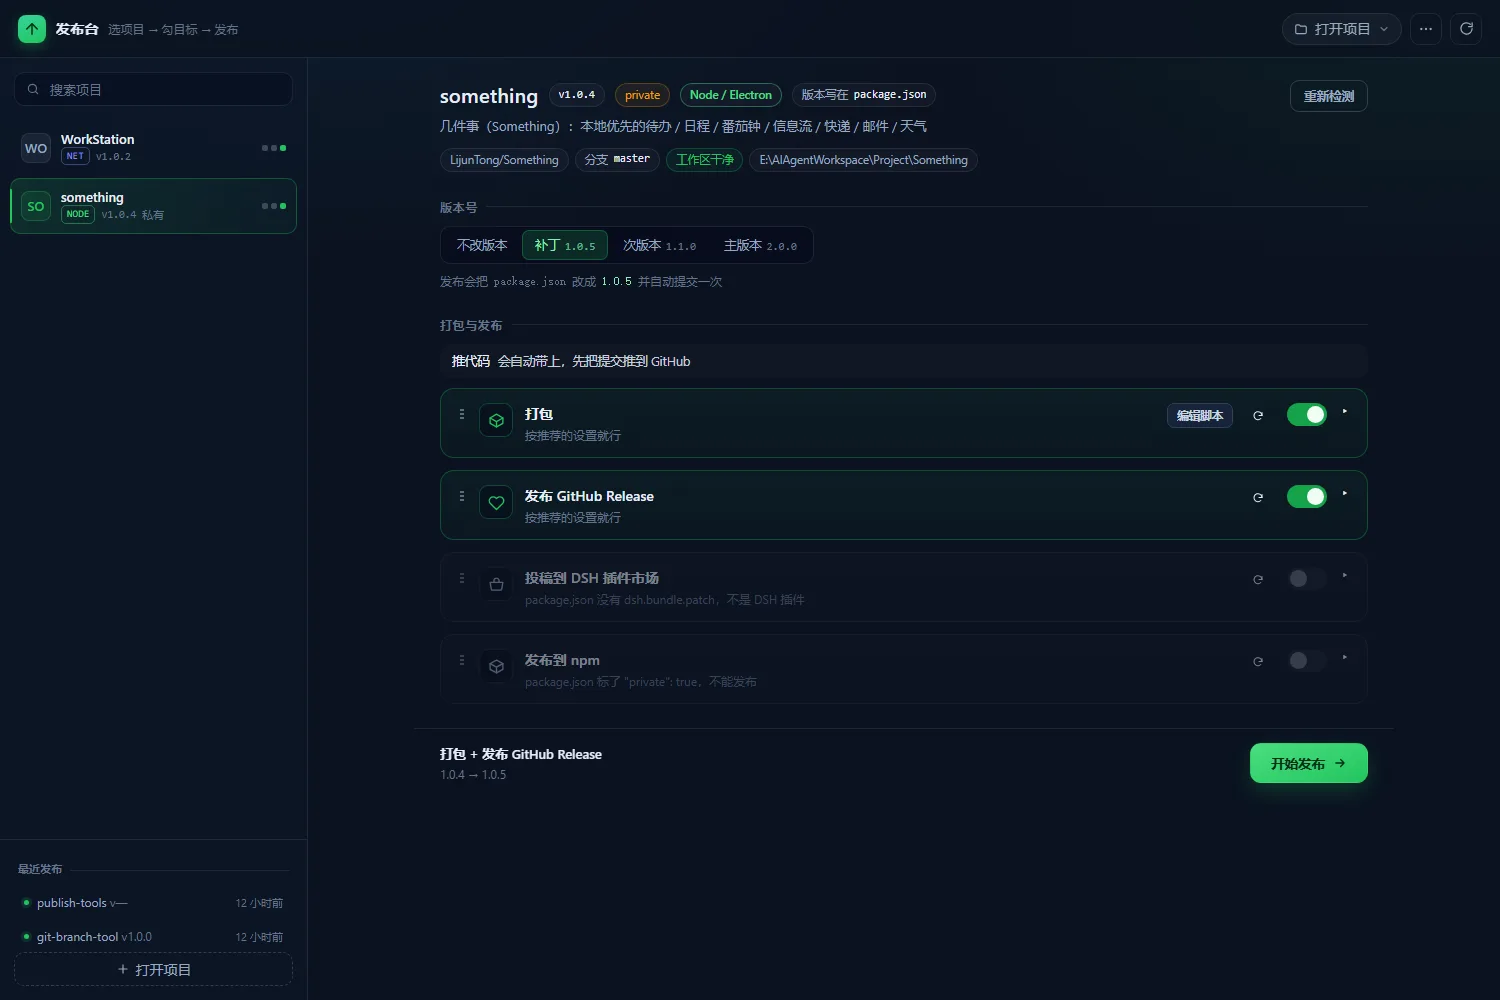 发布台 选项目 → 勾目标 → 发布
打开项目
搜索项目
WO WorkStation
NET v1.0.2
SO something
NODE v1.0.4 私有
最近发布
publish-tools v—
12 小时前
git-branch-tool v1.0.0
12 小时前
+ 打开项目
something v1.0.4 private Node / Electron 版本写在 package.json
重新检测
几件事（Something）：本地优先的待办 / 日程 / 番茄钟 / 信息流 / 快递 / 邮件 / 天气
LijunTong/Something 分支 master 工作区干净 E:\AIAgentWorkspace\Project\Something
版本号
不改版本 补丁 1.0.5 次版本 1.1.0 主版本 2.0.0
发布会把 package.json 改成 1.0.5 并自动提交一次
打包与发布
推代码 会自动带上，先把提交推到 GitHub
打包
按推荐的设置就行
编辑脚本
发布 GitHub Release
按推荐的设置就行
投稿到 DSH 插件市场
package.json 没有 dsh.bundle.patch，不是 DSH 插件
发布到 npm
package.json 标了 "private": true，不能发布
打包 + 发布 GitHub Release
1.0.4 → 1.0.5
开始发布 →